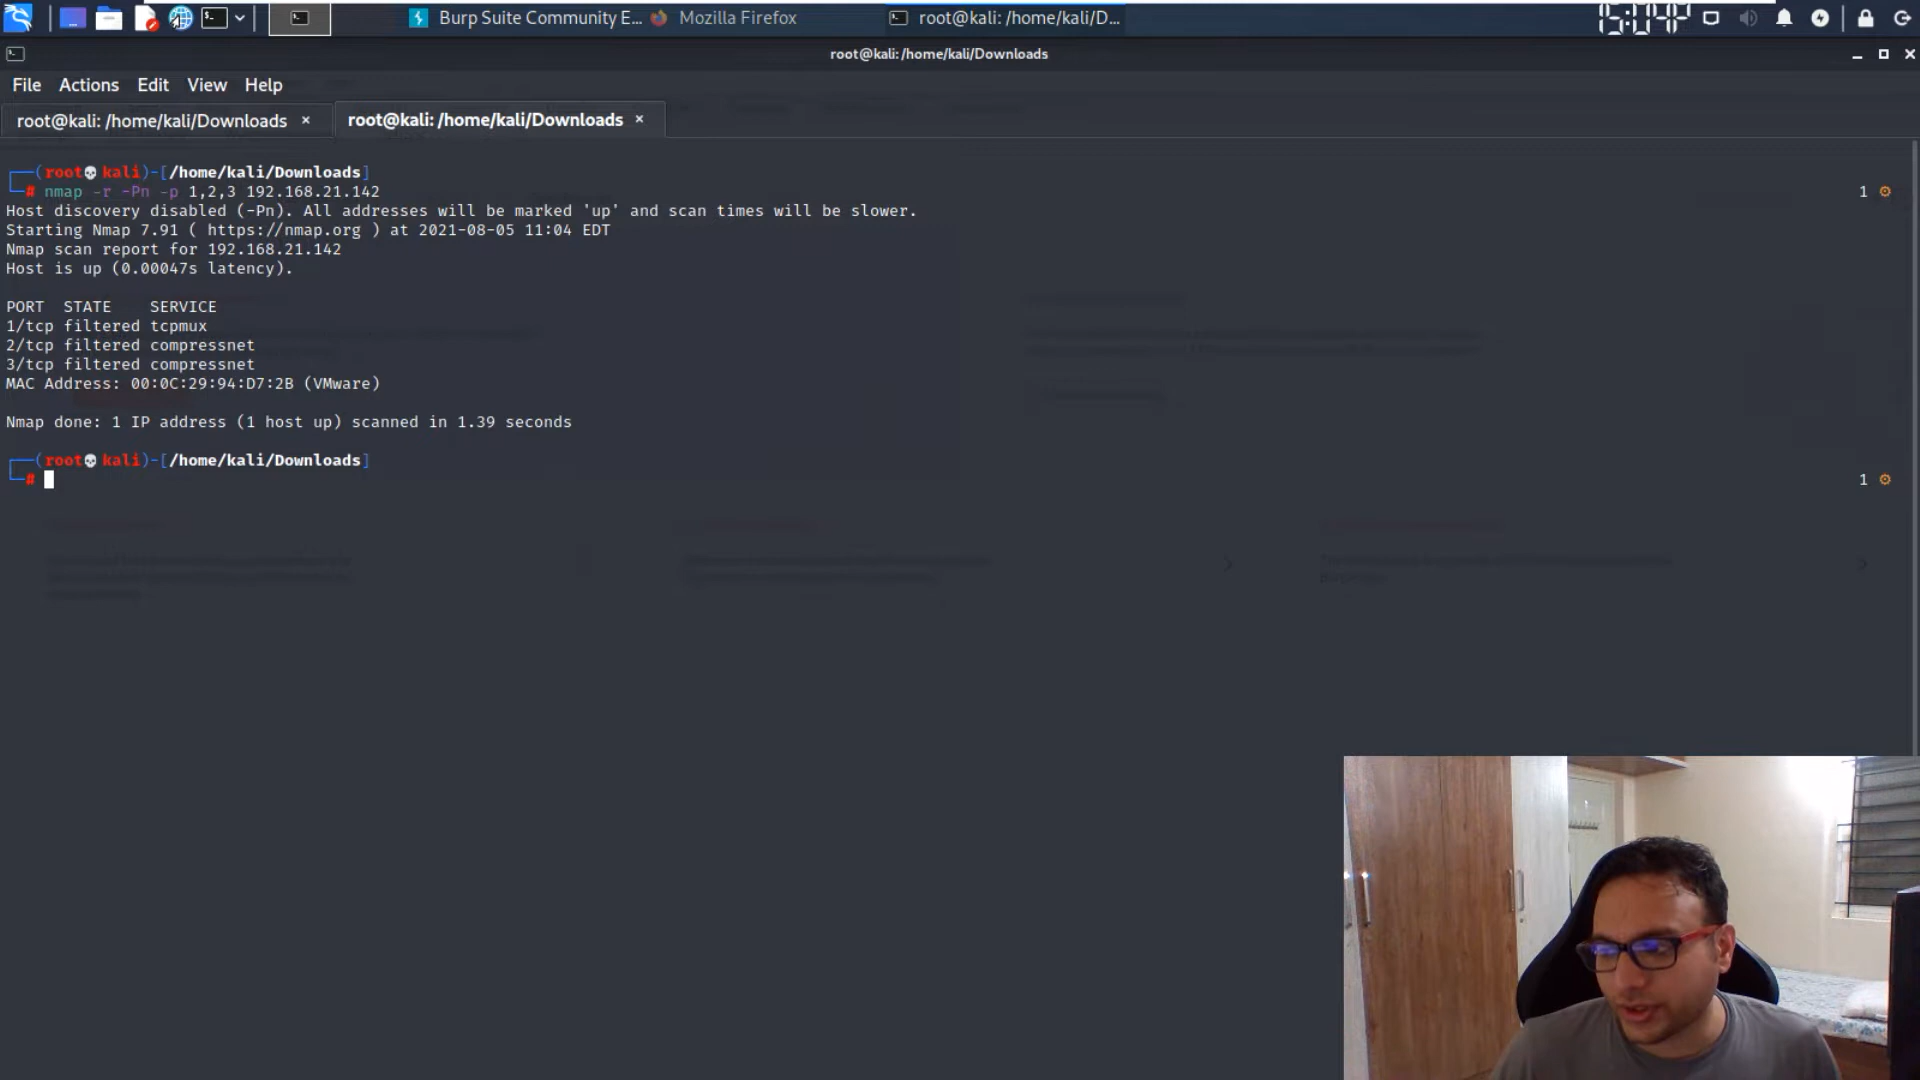 Burp Suite Community E...
Mozilla Firefox
root@kali: /home/kali/D...
15:04
root@kali: /home/kali/Downloads
File Actions Edit View Help
root@kali: /home/kali/Downloads ×
root@kali: /home/kali/Downloads ×
┌──(root💀kali)-[/home/kali/Downloads]
└─# nmap -r -Pn -p 1,2,3 192.168.21.142
1 ⚙
Host discovery disabled (-Pn). All addresses will be marked 'up' and scan times will be slower.
Starting Nmap 7.91 ( https://nmap.org ) at 2021-08-05 11:04 EDT
Nmap scan report for 192.168.21.142
Host is up (0.00047s latency).
PORT  STATE    SERVICE
1/tcp filtered tcpmux
2/tcp filtered compressnet
3/tcp filtered compressnet
MAC Address: 00:0C:29:94:D7:2B (VMware)
Nmap done: 1 IP address (1 host up) scanned in 1.39 seconds
┌──(root💀kali)-[/home/kali/Downloads]
└─#
1 ⚙